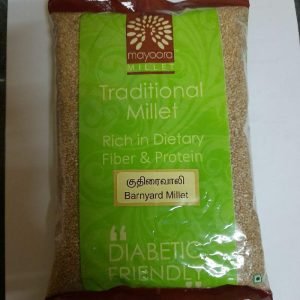 mayoora
MILLET
Traditional
Millet
Rich in Dietary
Fiber & Protein
குதிரைவாலி
Barnyard Millet
"DIABETIC
FRIENDLY"